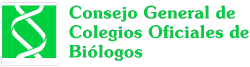 Consejo General de
Colegios Oficiales de
Biólogos